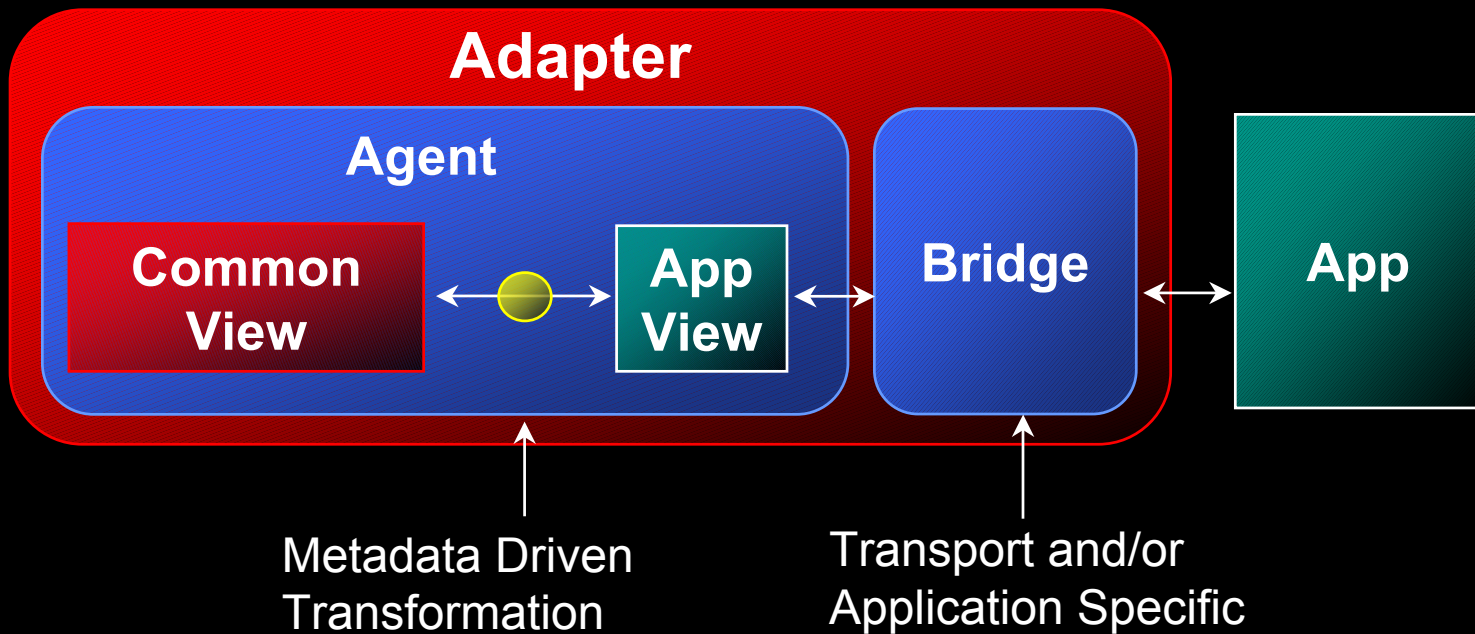 Adapter
Agent
Common
View
App
View
Bridge
App
Metadata Driven
Transformation
Transport and/or
Application Specific